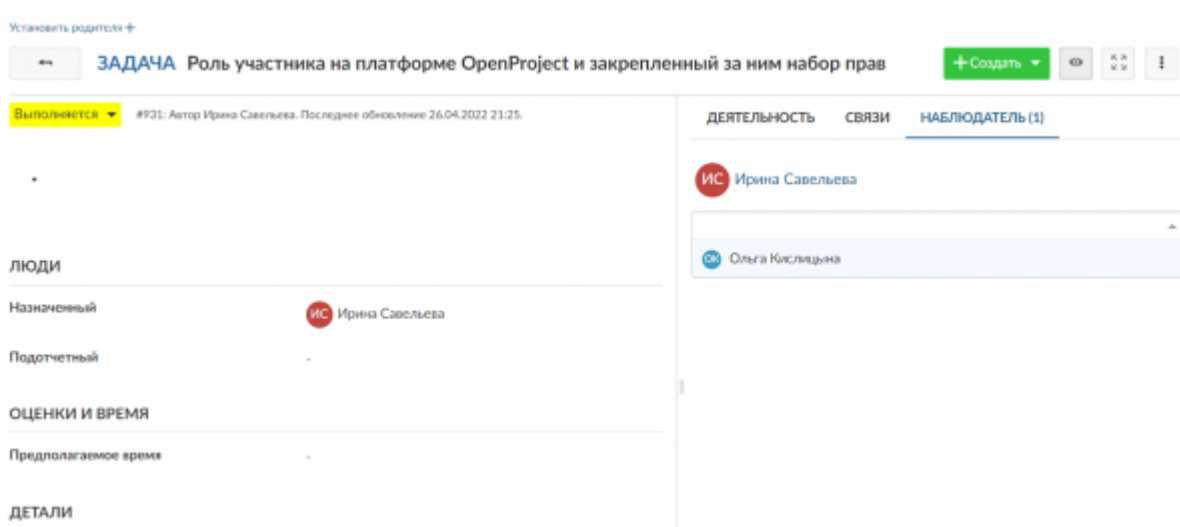 Установить родителя +
ЗАДАЧА Роль участника на платформе OpenProject и закрепленный за ним набор прав
+ Создать
Выполняется
#931: Автор Ирина Савельева. Последнее обновление 26.04.2022 21:25.
ДЕЯТЕЛЬНОСТЬ СВЯЗИ НАБЛЮДАТЕЛЬ (1)
ИС Ирина Савельева
ОК Ольга Кислицына
ЛЮДИ
Назначенный ИС Ирина Савельева
Подотчетный -
ОЦЕНКИ И ВРЕМЯ
Предполагаемое время -
ДЕТАЛИ